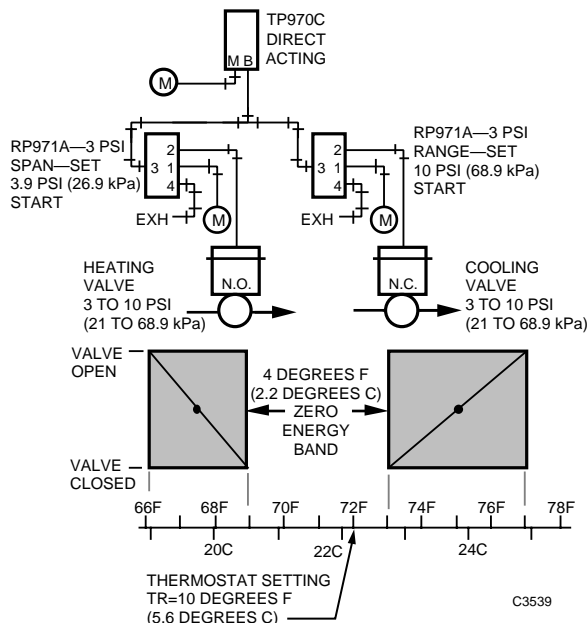 TP970C
DIRECT
ACTING
M B
M
RP971A—3 PSI
SPAN—SET
3.9 PSI (26.9 kPa)
START
2
3 1
4
EXH
M
RP971A—3 PSI
RANGE—SET
10 PSI (68.9 kPa)
START
2
3 1
4
EXH
M
HEATING
VALVE
3 TO 10 PSI
(21 TO 68.9 kPa)
N.O.
N.C.
COOLING
VALVE
3 TO 10 PSI
(21 TO 68.9 kPa)
VALVE
OPEN
4 DEGREES F
(2.2 DEGREES C)
ZERO
ENERGY
BAND
VALVE
CLOSED
66F 68F 70F 72F 74F 76F 78F
20C 22C 24C
THERMOSTAT SETTING
TR=10 DEGREES F
(5.6 DEGREES C)
C3539